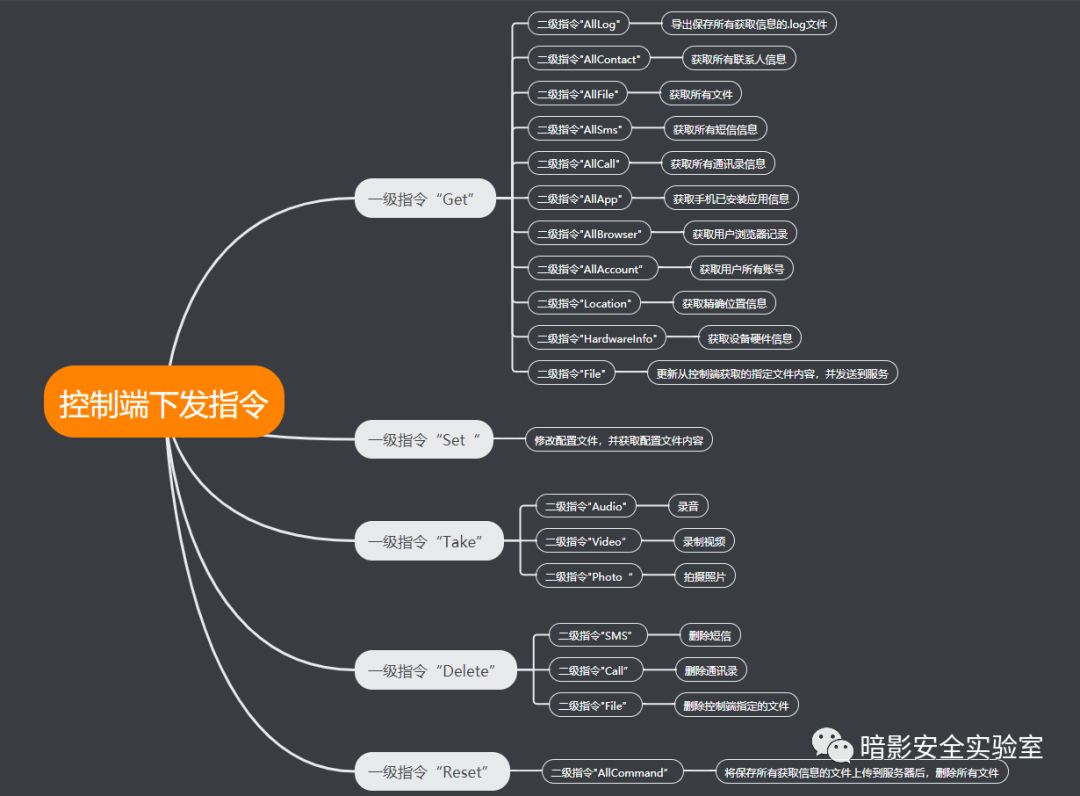 控制端下发指令
一级指令“Get”
二级指令"AllLog"
导出保存所有获取信息的.log文件
二级指令"AllContact"
获取所有联系人信息
二级指令"AllFile"
获取所有文件
二级指令"AllSms"
获取所有短信信息
二级指令"AllCall"
获取所有通讯录信息
二级指令"AllApp"
获取手机已安装应用信息
二级指令"AllBrowser"
获取用户浏览器记录
二级指令"AllAccount"
获取用户所有账号
二级指令"Location"
获取精确位置信息
二级指令"HardwareInfo"
获取设备硬件信息
二级指令"File"
更新从控制端获取的指定文件内容，并发送到服务
一级指令“Set “
修改配置文件，并获取配置文件内容
一级指令“Take”
二级指令"Audio"
录音
二级指令"Video"
录制视频
二级指令"Photo "
拍摄照片
一级指令“Delete”
二级指令"SMS"
删除短信
二级指令"Call"
删除通讯录
二级指令"File"
删除控制端指定的文件
一级指令“Reset”
二级指令"AllCommand"
将保存所有获取信息的文件上传到服务器后，删除所有文件
暗影安全实验室